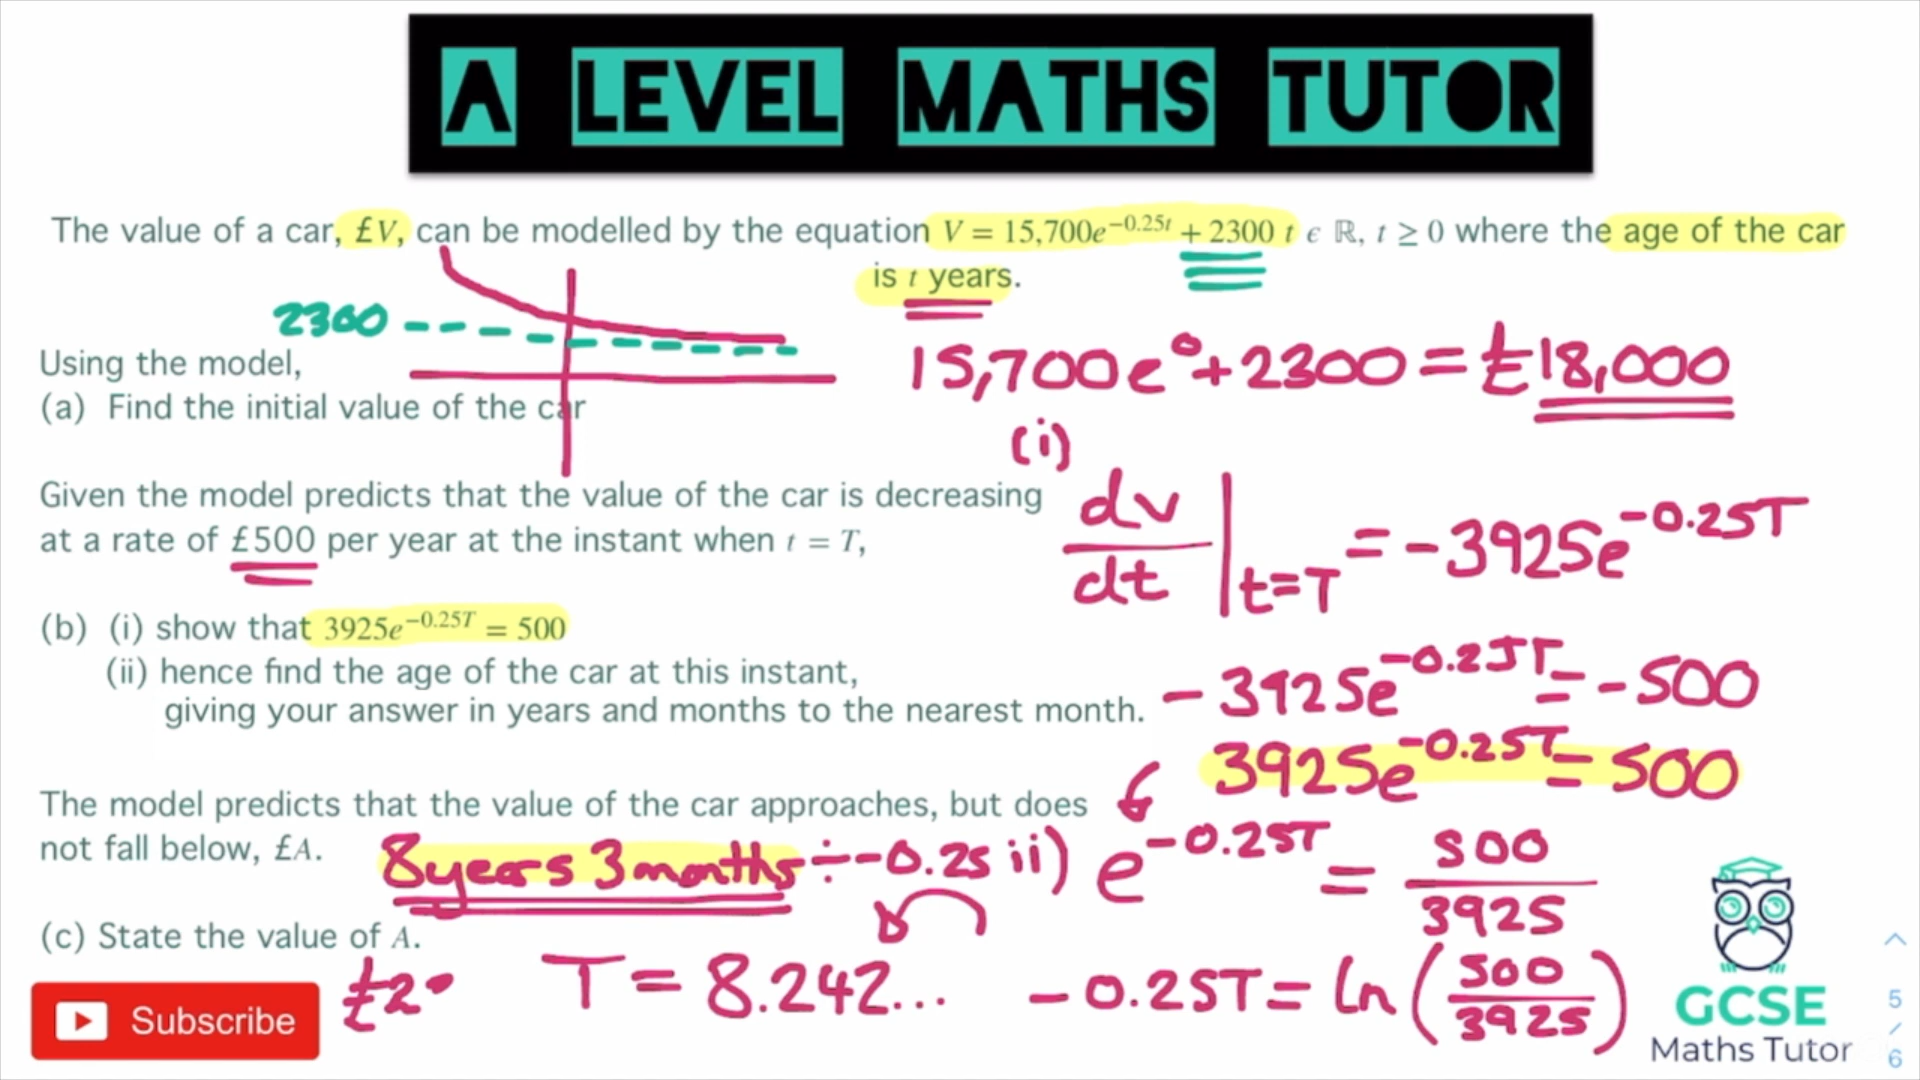 A LEVEL MATHS TUTOR
The value of a car, £V, can be modelled by the equation V = 15,700e^{-0.25t} + 2300 t ϵ ℝ, t ≥ 0 where the age of the car
is t years.
2300
Using the model,
15,700e^0+2300 = £18,000
(a) Find the initial value of the car
(i)
Given the model predicts that the value of the car is decreasing
at a rate of £500 per year at the instant when t = T,
dv/dt |t=T = -3925e^{-0.25T}
(b) (i) show that 3925e^{-0.25T} = 500
(ii) hence find the age of the car at this instant,
giving your answer in years and months to the nearest month.
-3925e^{-0.25T} = -500
3925e^{-0.25T} = 500
The model predicts that the value of the car approaches, but does
not fall below, £A.
8years 3months
÷-0.25
ii) e^{-0.25T} = 500/3925
(c) State the value of A.
£2
T = 8.242...
-0.25T = ln(500/3925)
Subscribe
GCSE
Maths Tutor
5
/
6